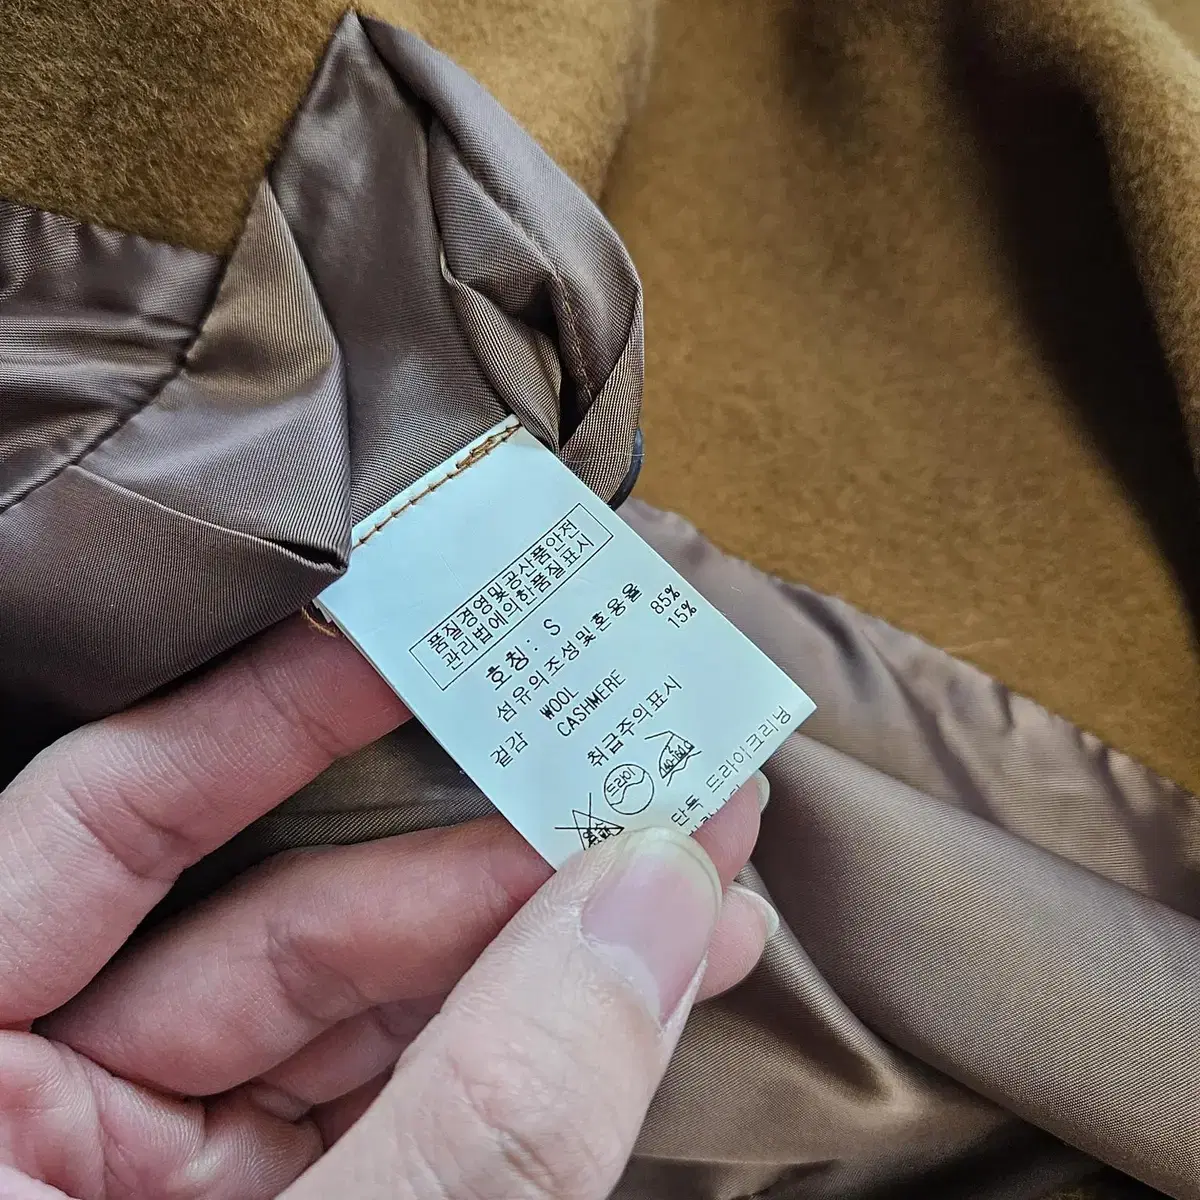 품질경영및공산품안전
관리법에의한품질표시
호칭: S
섬유의조성및혼용율
겉감 WOOL 85%
CASHMERE 15%
취급주의표시
드라이
단독 드라이크리닝